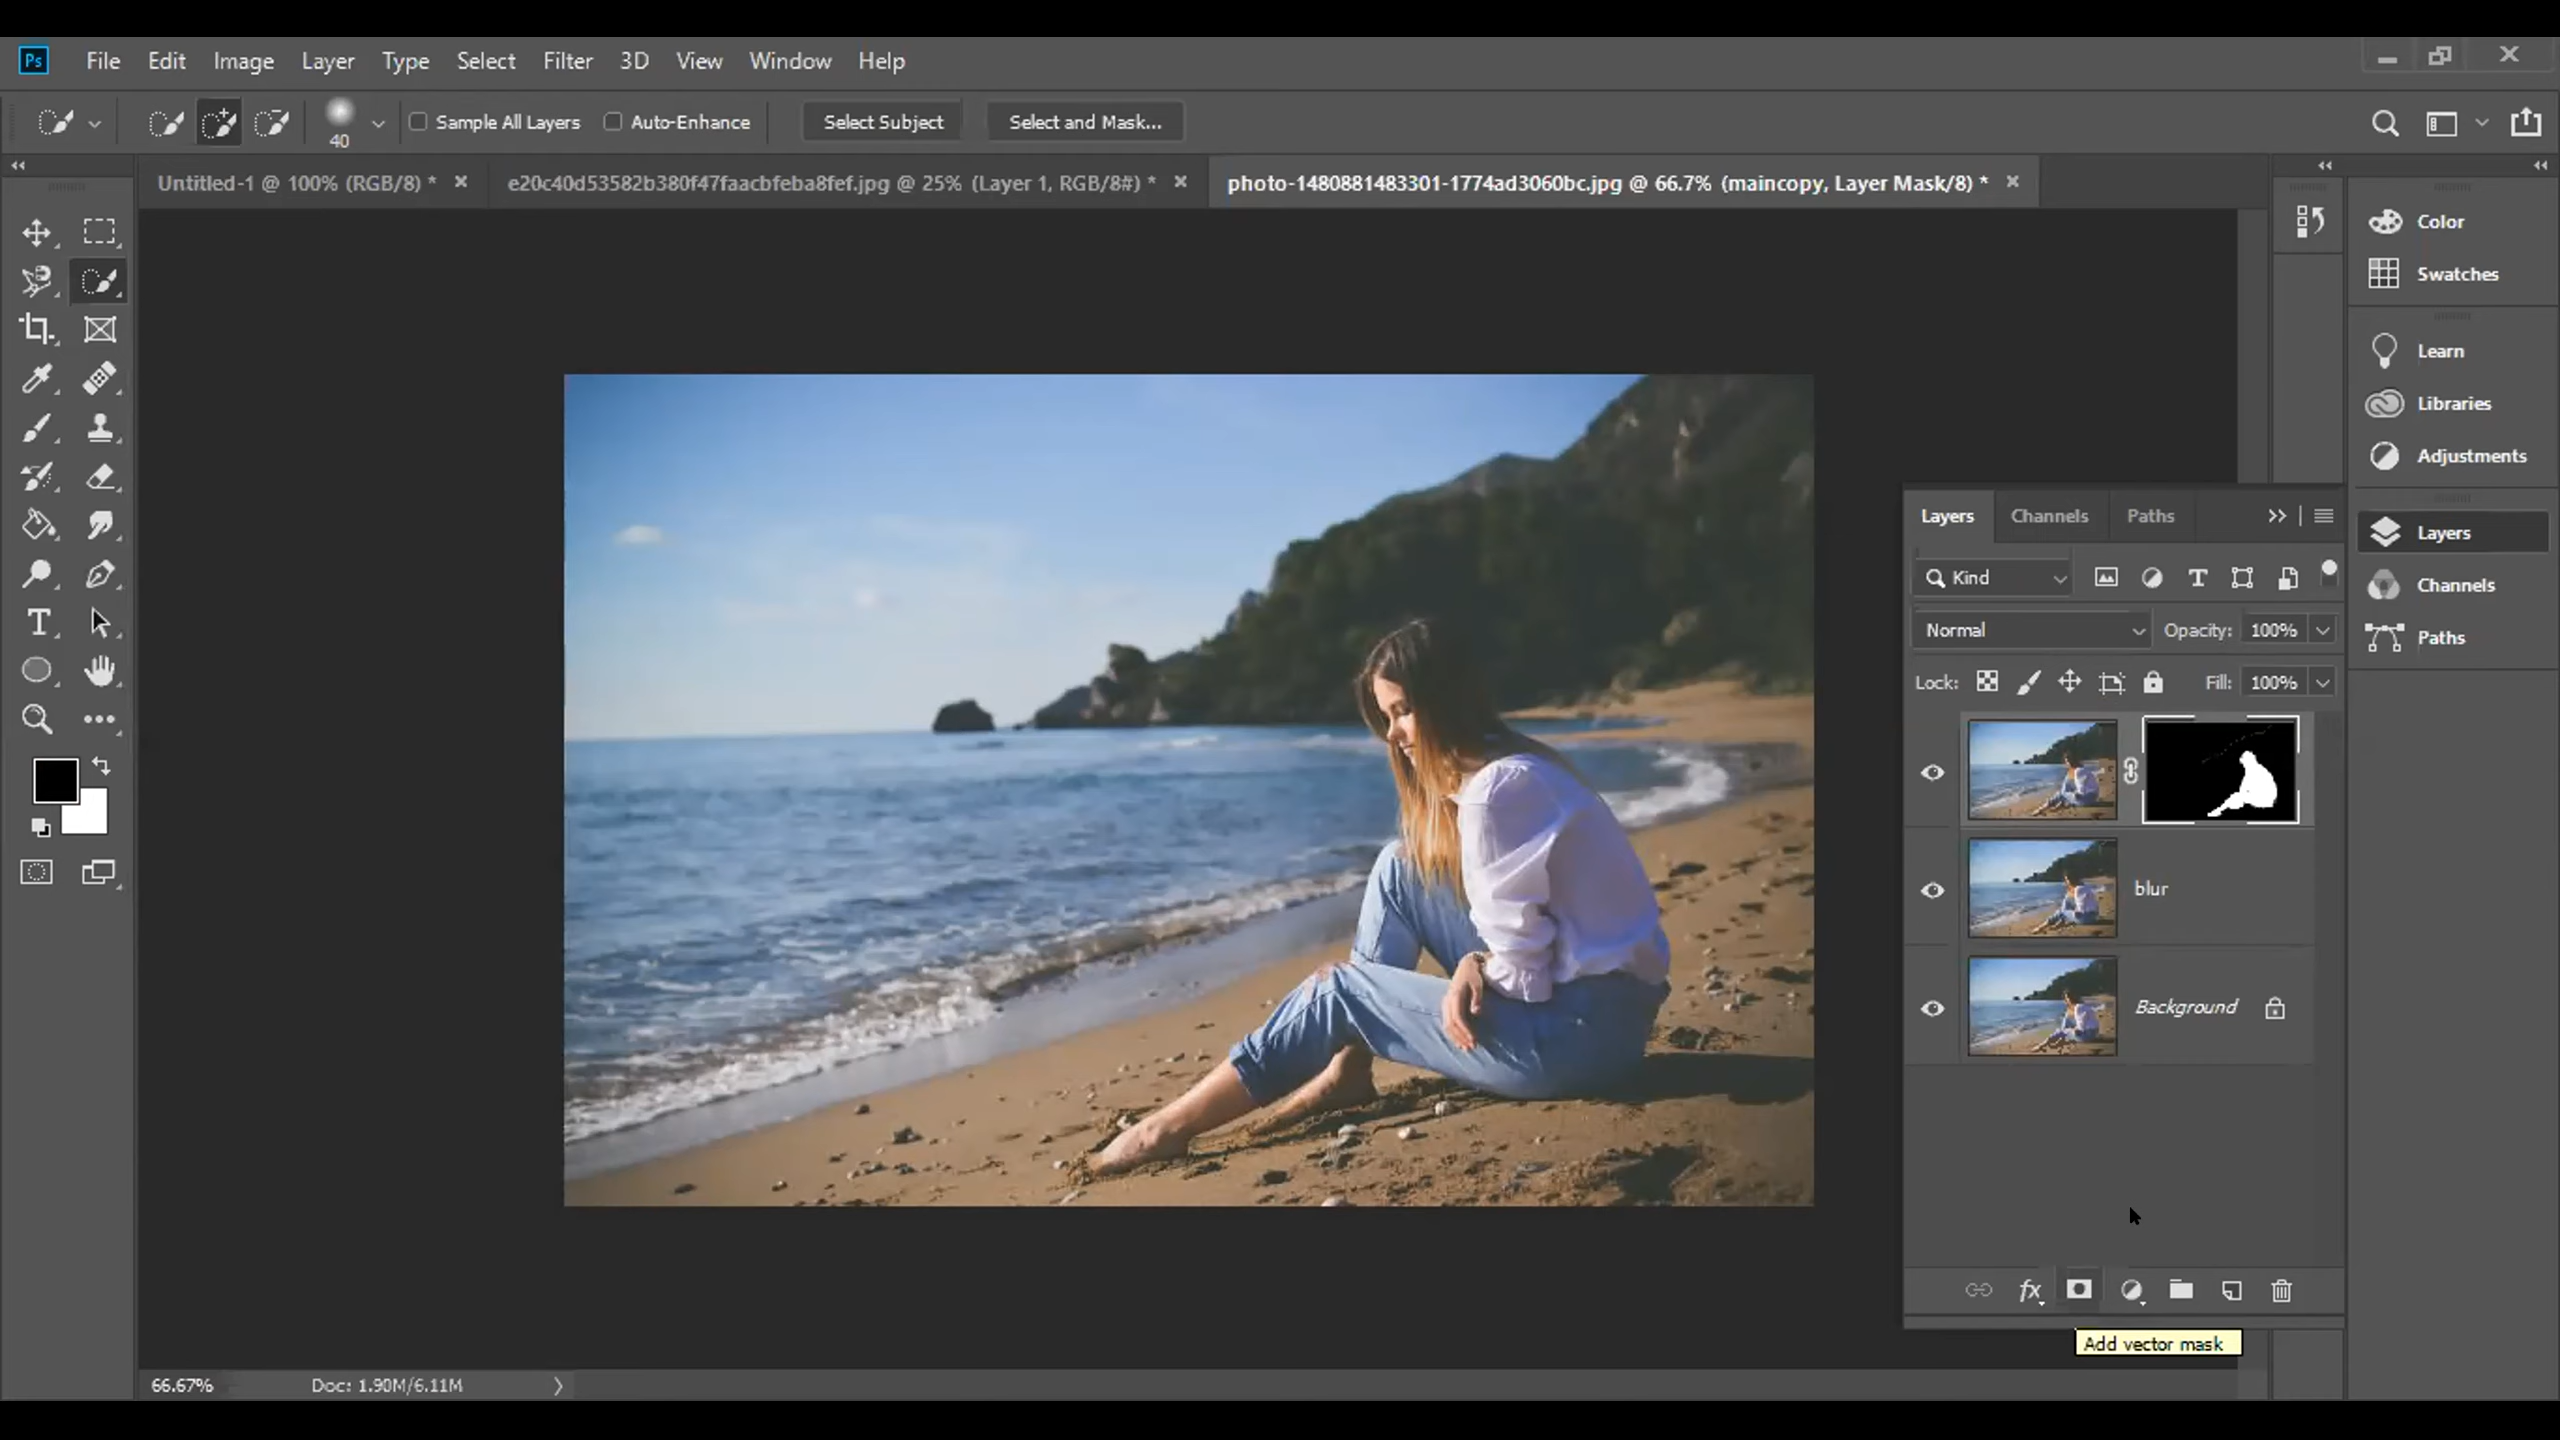 Ps File Edit Image Layer Type Select Filter 3D View Window Help
40 Sample All Layers Auto-Enhance Select Subject Select and Mask...
Untitled-1 @ 100% (RGB/8) * e20c40d53582b380f47faacbfeba8fef.jpg @ 25% (Layer 1, RGB/8#) * photo-1480881483301-1774ad3060bc.jpg @ 66.7% (maincopy, Layer Mask/8) *
Color
Swatches
Learn
Libraries
Adjustments
Layers
Channels
Paths
Layers Channels Paths
Kind
Normal Opacity: 100%
Lock: Fill: 100%
blur
Background
fx
Add vector mask
66.67% Doc: 1.90M/6.11M